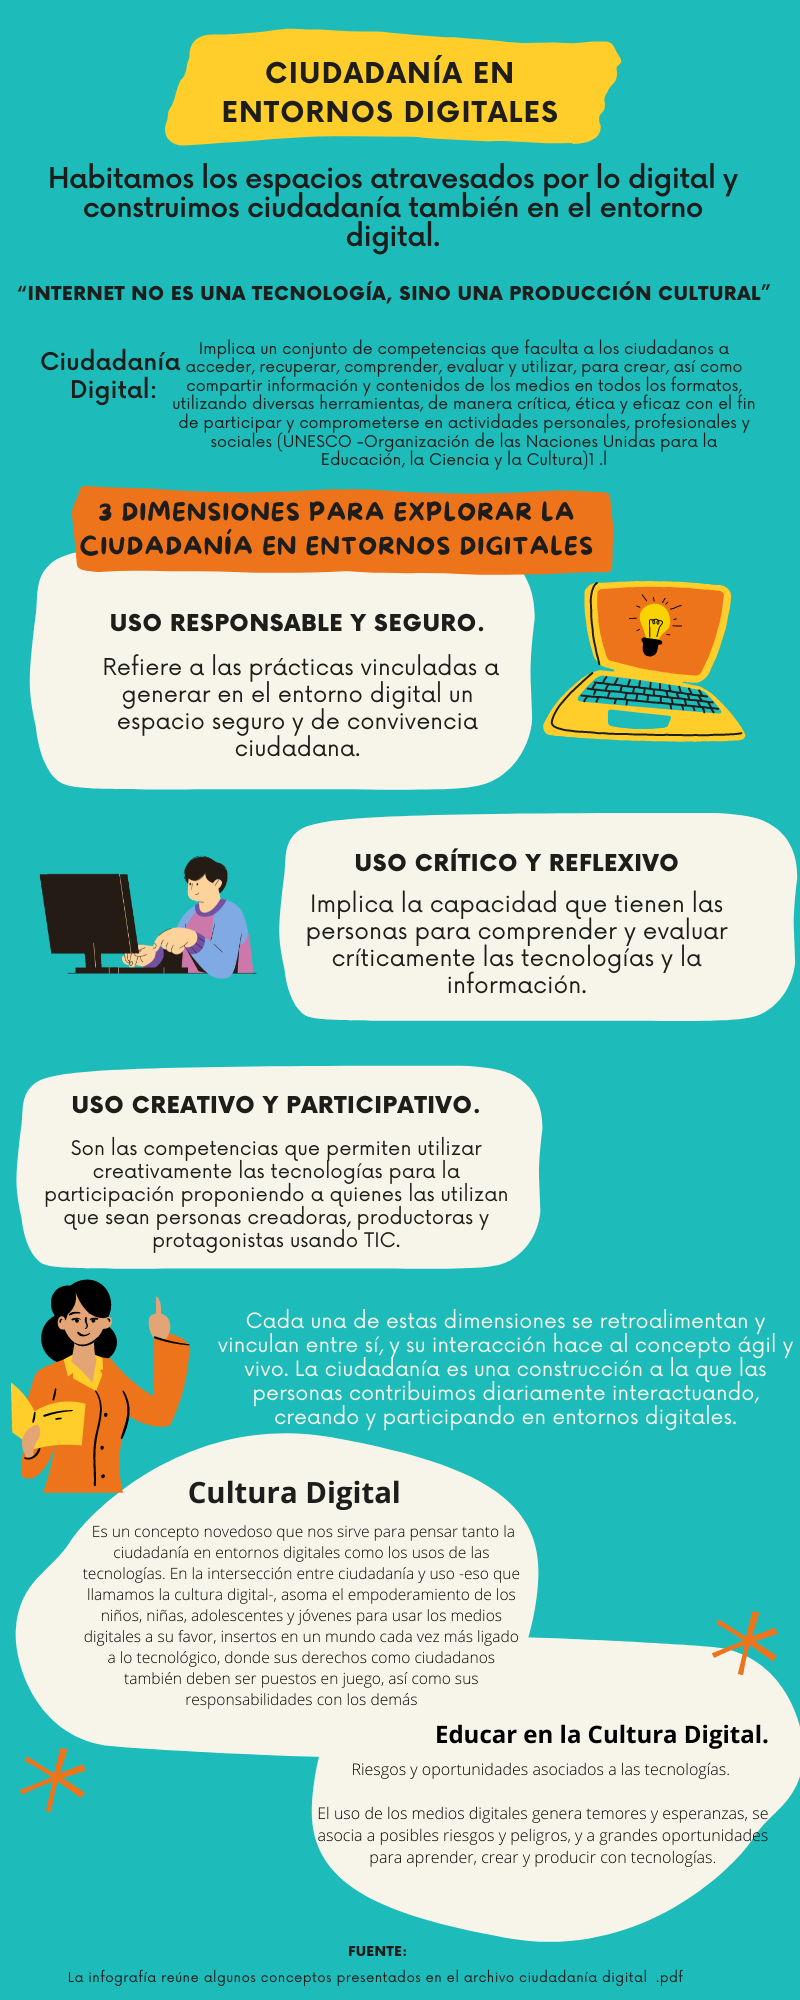 CIUDADANÍA EN
ENTORNOS DIGITALES
Habitamos los espacios atravesados por lo digital y
construimos ciudadanía también en el entorno
digital.
“INTERNET NO ES UNA TECNOLOGÍA, SINO UNA PRODUCCIÓN CULTURAL”
Ciudadanía
Digital:
Implica un conjunto de competencias que faculta a los ciudadanos a
acceder, recuperar, comprender, evaluar y utilizar, para crear, así como
compartir información y contenidos de los medios en todos los formatos,
utilizando diversas herramientas, de manera crítica, ética y eficaz con el fin
de participar y comprometerse en actividades personales, profesionales y
sociales (UNESCO -Organización de las Naciones Unidas para la
Educación, la Ciencia y la Cultura)1 .l
3 DIMENSIONES PARA EXPLORAR LA
CIUDADANÍA EN ENTORNOS DIGITALES
USO RESPONSABLE Y SEGURO.
Refiere a las prácticas vinculadas a
generar en el entorno digital un
espacio seguro y de convivencia
ciudadana.
USO CRÍTICO Y REFLEXIVO
Implica la capacidad que tienen las
personas para comprender y evaluar
críticamente las tecnologías y la
información.
USO CREATIVO Y PARTICIPATIVO.
Son las competencias que permiten utilizar
creativamente las tecnologías para la
participación proponiendo a quienes las utilizan
que sean personas creadoras, productoras y
protagonistas usando TIC.
Cada una de estas dimensiones se retroalimentan y
vinculan entre sí, y su interacción hace al concepto ágil y
vivo. La ciudadanía es una construcción a la que las
personas contribuimos diariamente interactuando,
creando y participando en entornos digitales.
Cultura Digital
Es un concepto novedoso que nos sirve para pensar tanto la
ciudadanía en entornos digitales como los usos de las
tecnologías. En la intersección entre ciudadanía y uso -eso que
llamamos la cultura digital-, asoma el empoderamiento de los
niños, niñas, adolescentes y jóvenes para usar los medios
digitales a su favor, insertos en un mundo cada vez más ligado
a lo tecnológico, donde sus derechos como ciudadanos
también deben ser puestos en juego, así como sus
responsabilidades con los demás
Educar en la Cultura Digital.
Riesgos y oportunidades asociados a las tecnologías.
El uso de los medios digitales genera temores y esperanzas, se
asocia a posibles riesgos y peligros, y a grandes oportunidades
para aprender, crear y producir con tecnologías.
FUENTE:
La infografía reúne algunos conceptos presentados en el archivo ciudadanía digital .pdf